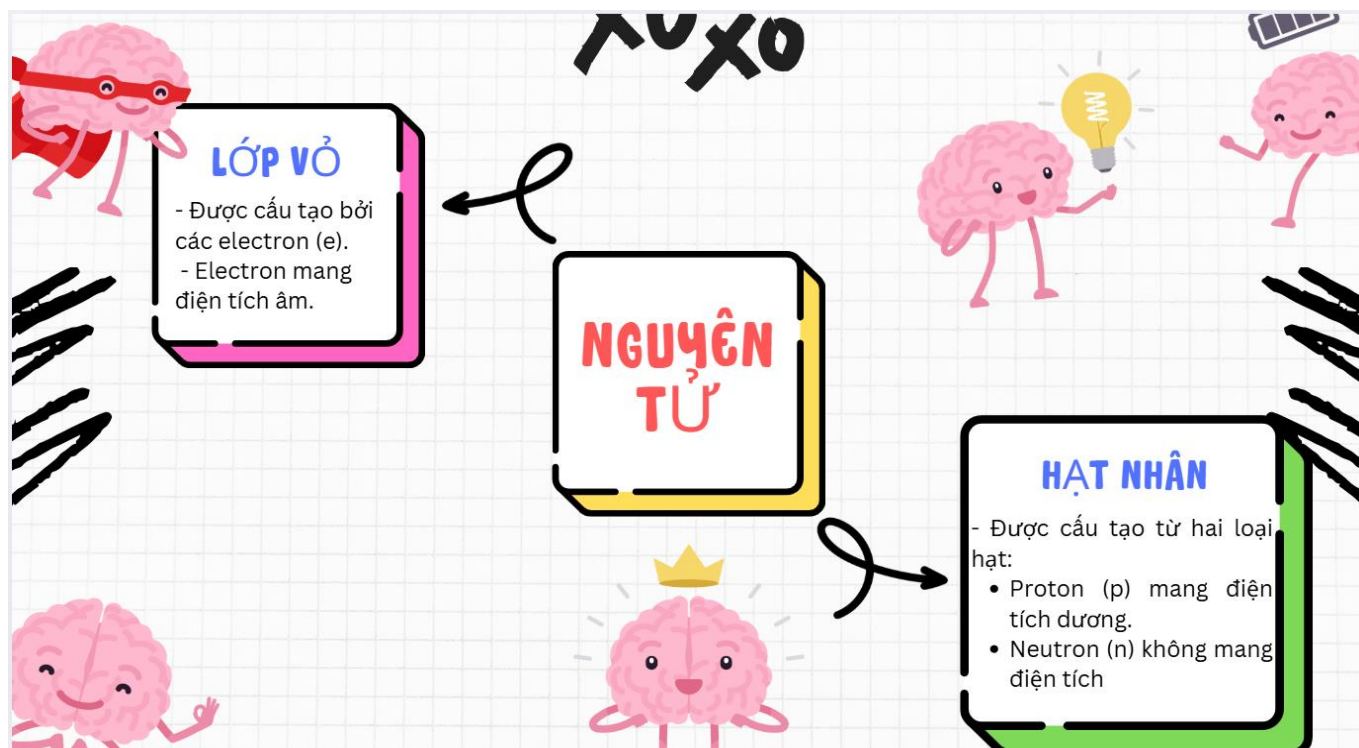 XOXO
LỚP VỎ
- Được cấu tạo bởi
các electron (e).
- Electron mang
điện tích âm.
NGUYÊN
TỬ
HẠT NHÂN
- Được cấu tạo từ hai loại
hạt:
• Proton (p) mang điện
tích dương.
• Neutron (n) không mang
điện tích